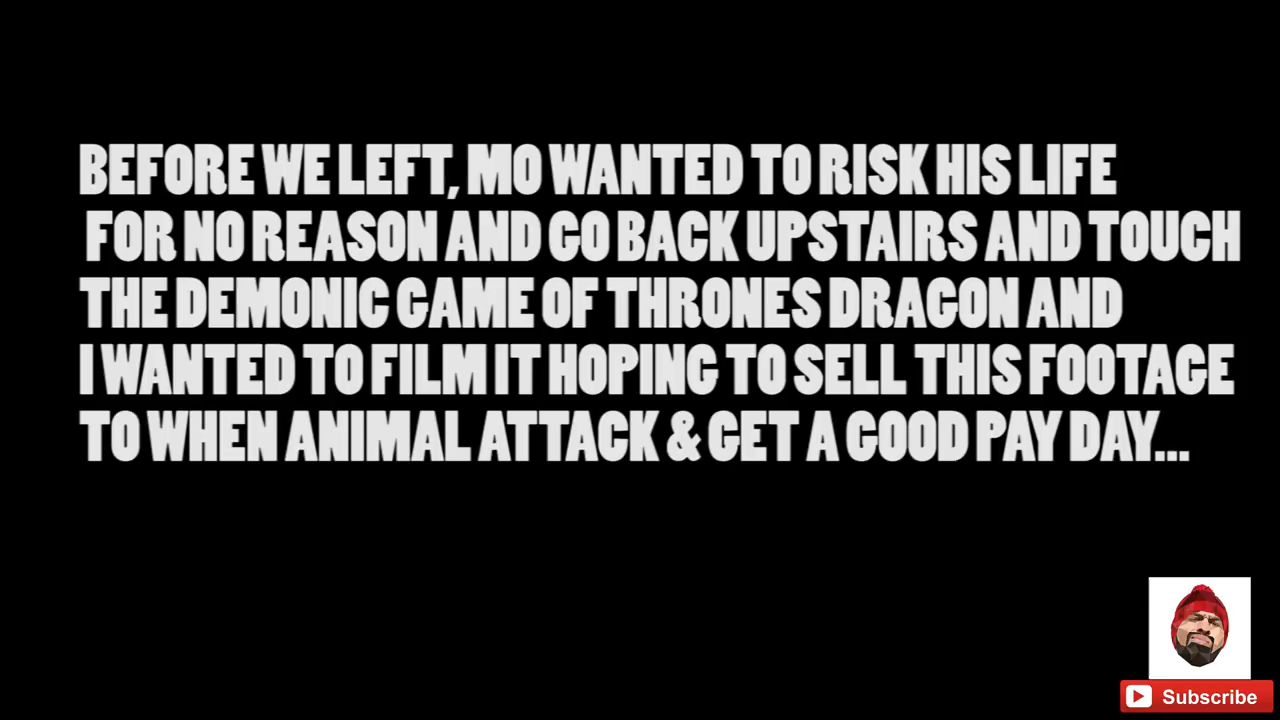 BEFORE WE LEFT, MO WANTED TO RISK HIS LIFE
FOR NO REASON AND GO BACK UPSTAIRS AND TOUCH
THE DEMONIC GAME OF THRONES DRAGON AND
I WANTED TO FILM IT HOPING TO SELL THIS FOOTAGE
TO WHEN ANIMAL ATTACK & GET A GOOD PAY DAY...
Subscribe